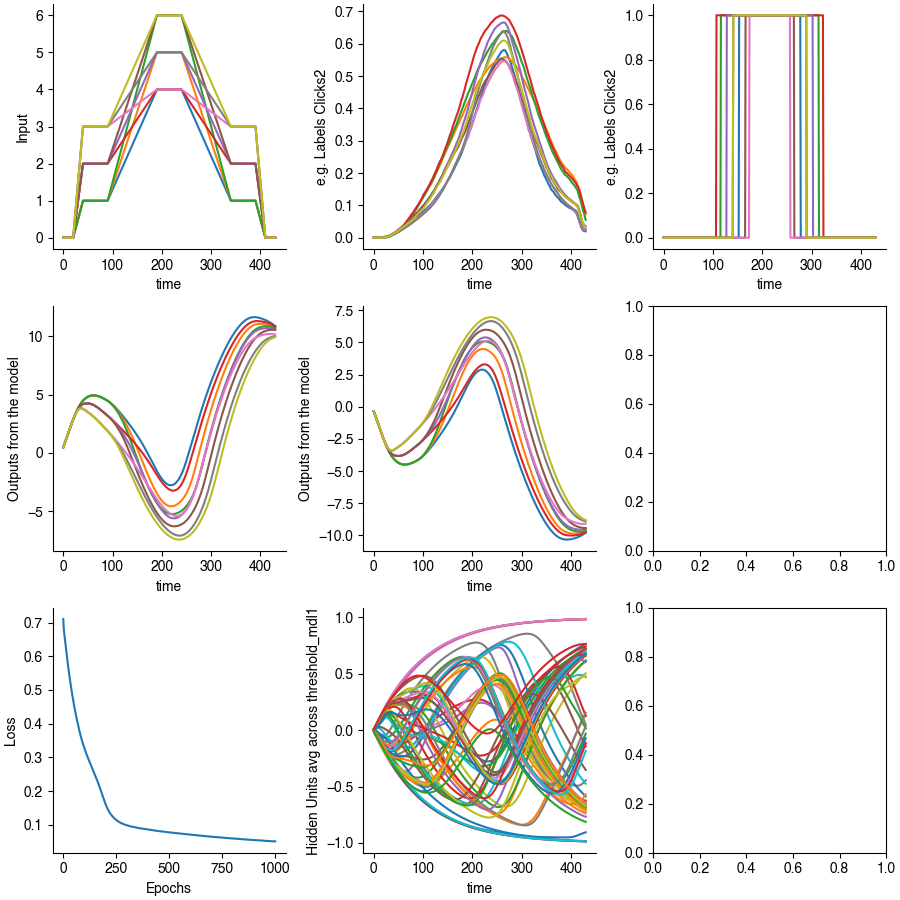 Input
6
5
4
3
2
1
0
0 100 200 300 400
time
e.g. Labels Clicks2
0.7
0.6
0.5
0.4
0.3
0.2
0.1
0.0
0 100 200 300 400
time
e.g. Labels Clicks2
1.0
0.8
0.6
0.4
0.2
0.0
0 100 200 300 400
time
Outputs from the model
10
5
0
−5
0 100 200 300 400
time
Outputs from the model
7.5
5.0
2.5
0.0
−2.5
−5.0
−7.5
−10.0
0 100 200 300 400
time
1.0
0.8
0.6
0.4
0.2
0.0
0.0 0.2 0.4 0.6 0.8 1.0
Loss
0.7
0.6
0.5
0.4
0.3
0.2
0.1
0 250 500 750 1000
Epochs
Hidden Units avg across threshold_mdl1
1.0
0.5
0.0
−0.5
−1.0
0 100 200 300 400
time
1.0
0.8
0.6
0.4
0.2
0.0
0.0 0.2 0.4 0.6 0.8 1.0